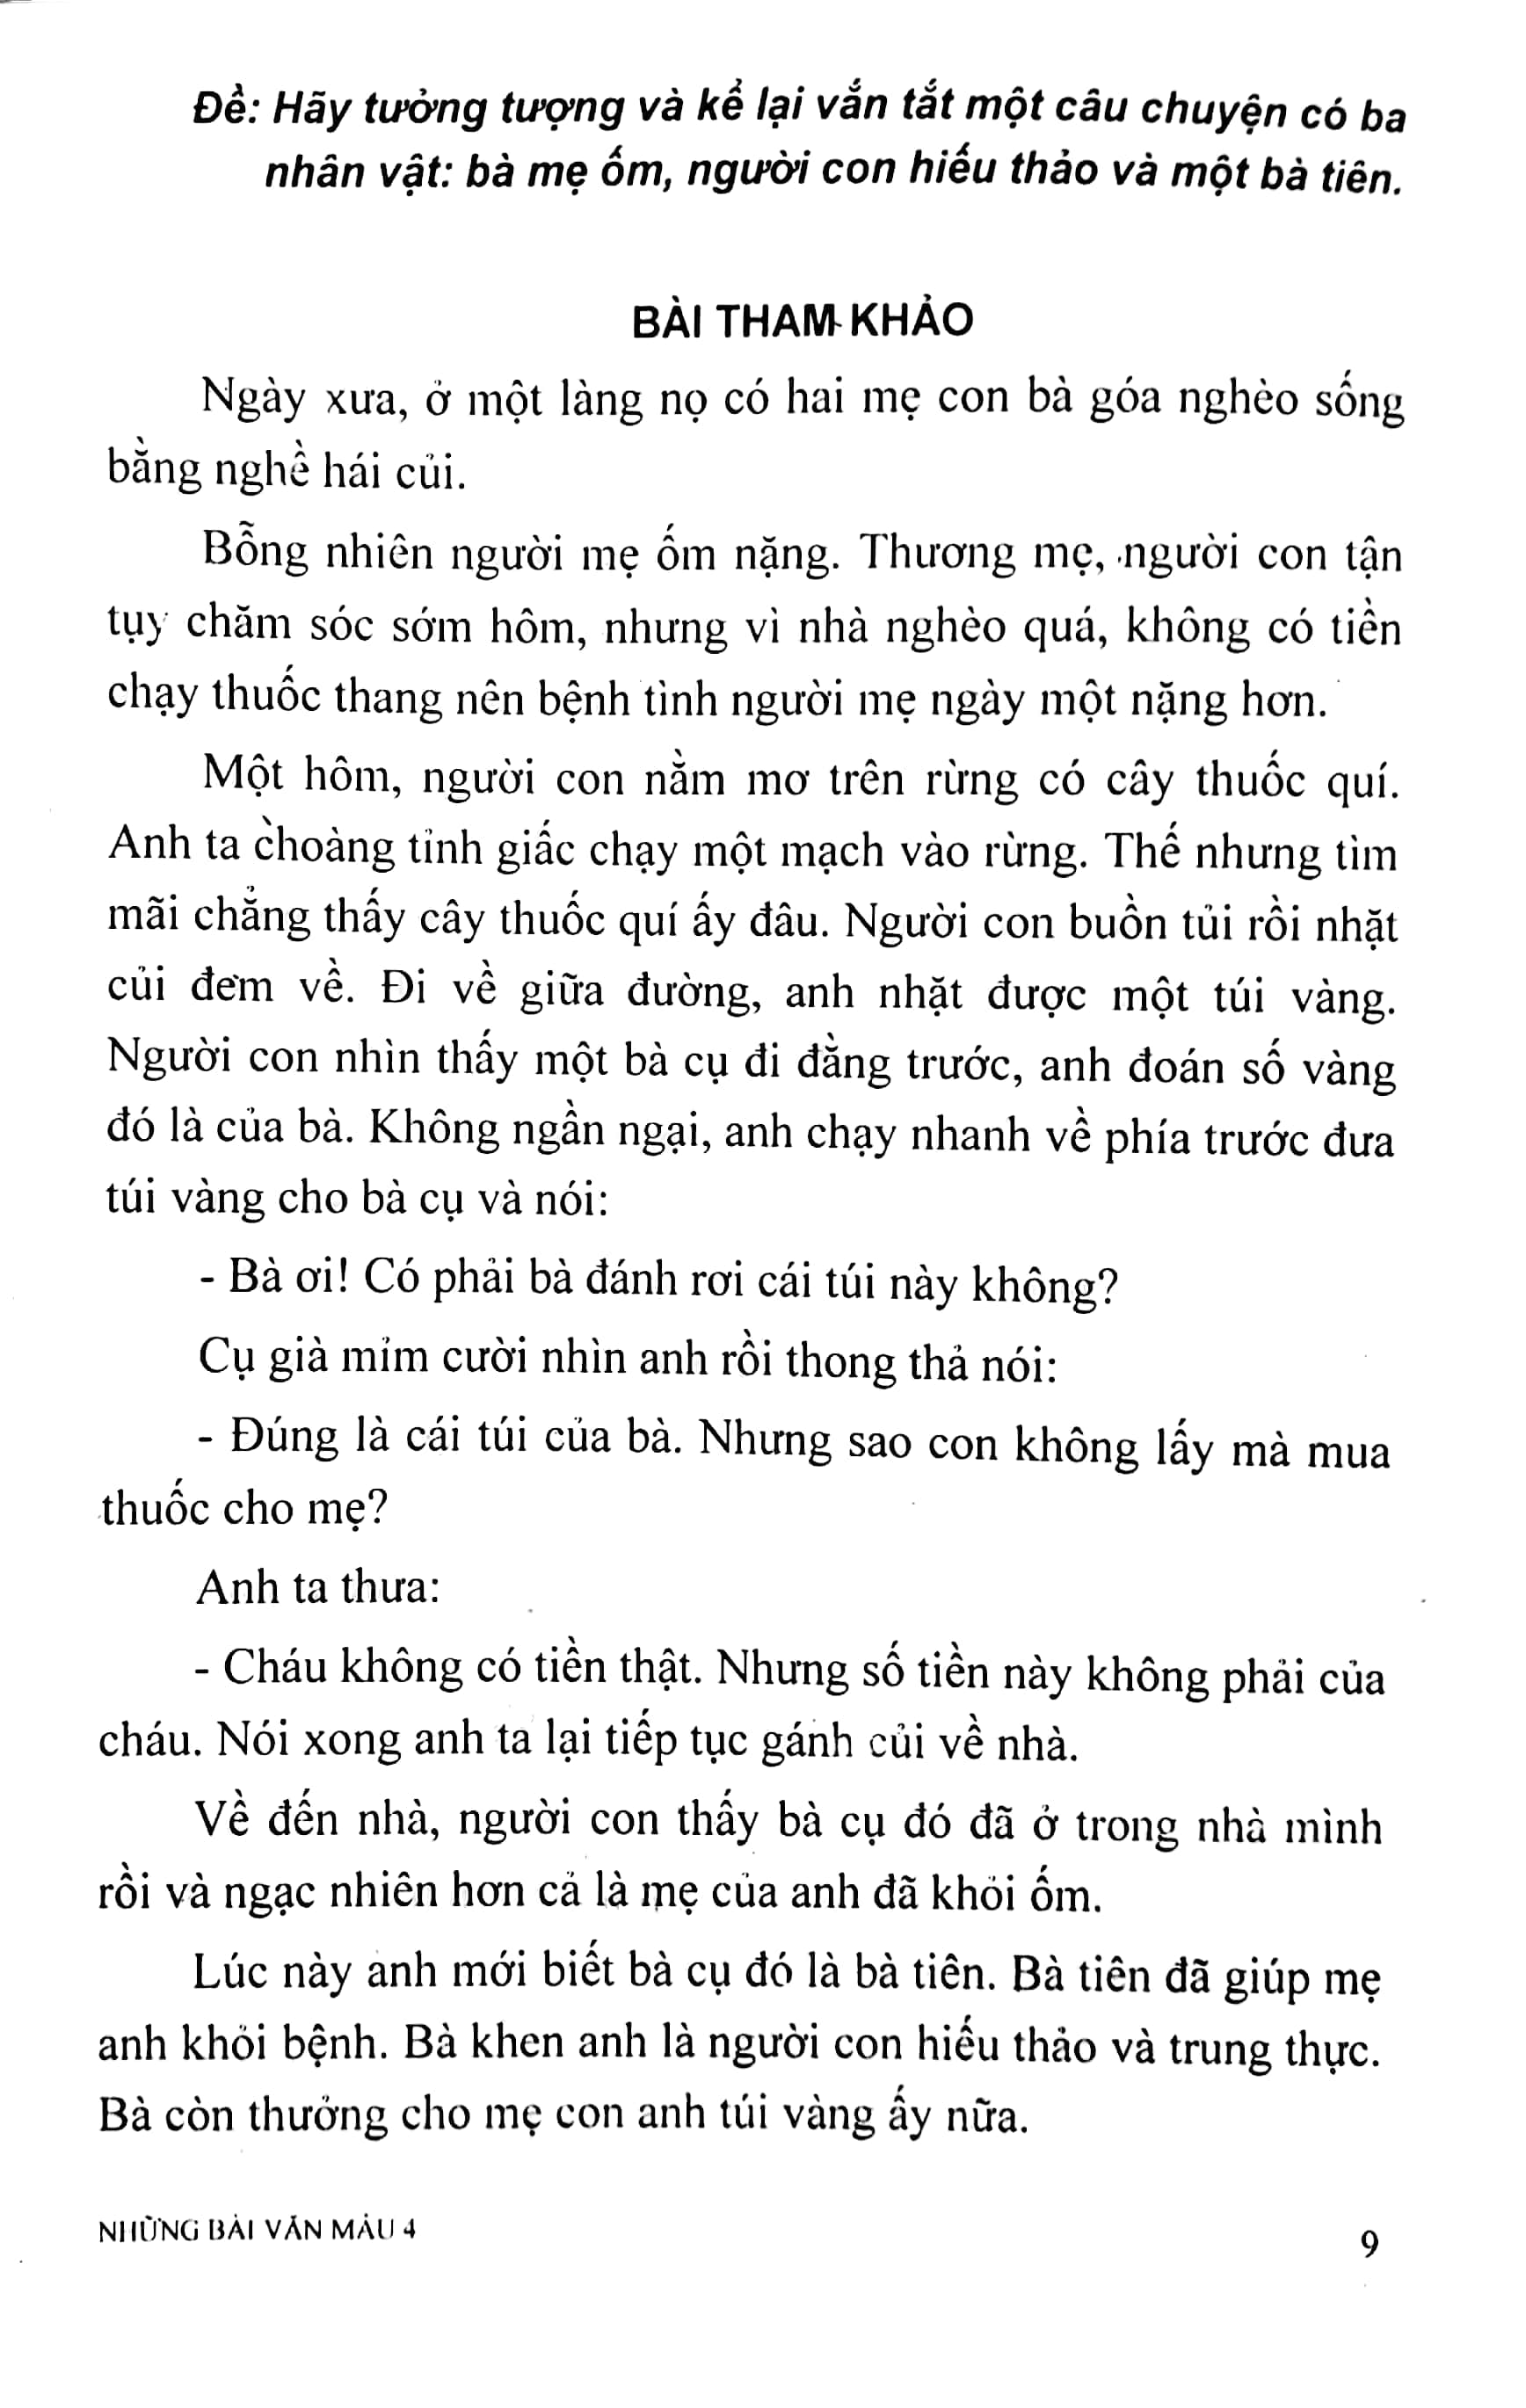 Đề: Hãy tưởng tượng và kể lại vắn tắt một câu chuyện có ba
nhân vật: bà mẹ ốm, người con hiếu thảo và một bà tiên.
BÀI THAM KHẢO
Ngày xưa, ở một làng nọ có hai mẹ con bà góa nghèo sống
bằng nghề hái củi.
Bỗng nhiên người mẹ ốm nặng. Thương mẹ, người con tận
tụy chăm sóc sớm hôm, nhưng vì nhà nghèo quá, không có tiền
chạy thuốc thang nên bệnh tình người mẹ ngày một nặng hơn.
Một hôm, người con nằm mơ trên rừng có cây thuốc quí.
Anh ta choàng tỉnh giấc chạy một mạch vào rừng. Thế nhưng tìm
mãi chẳng thấy cây thuốc quí ấy đâu. Người con buồn tủi rồi nhặt
củi đem về. Đi về giữa đường, anh nhặt được một túi vàng.
Người con nhìn thấy một bà cụ đi đằng trước, anh đoán số vàng
đó là của bà. Không ngần ngại, anh chạy nhanh về phía trước đưa
túi vàng cho bà cụ và nói:
- Bà ơi! Có phải bà đánh rơi cái túi này không?
Cụ già mỉm cười nhìn anh rồi thong thả nói:
- Đúng là cái túi của bà. Nhưng sao con không lấy mà mua
thuốc cho mẹ?
Anh ta thưa:
- Cháu không có tiền thật. Nhưng số tiền này không phải của
cháu. Nói xong anh ta lại tiếp tục gánh củi về nhà.
Về đến nhà, người con thấy bà cụ đó đã ở trong nhà mình
rồi và ngạc nhiên hơn cả là mẹ của anh đã khỏi ốm.
Lúc này anh mới biết bà cụ đó là bà tiên. Bà tiên đã giúp mẹ
anh khỏi bệnh. Bà khen anh là người con hiếu thảo và trung thực.
Bà còn thưởng cho mẹ con anh túi vàng ấy nữa.
NHỮNG BÀI VĂN MẪU 4
9